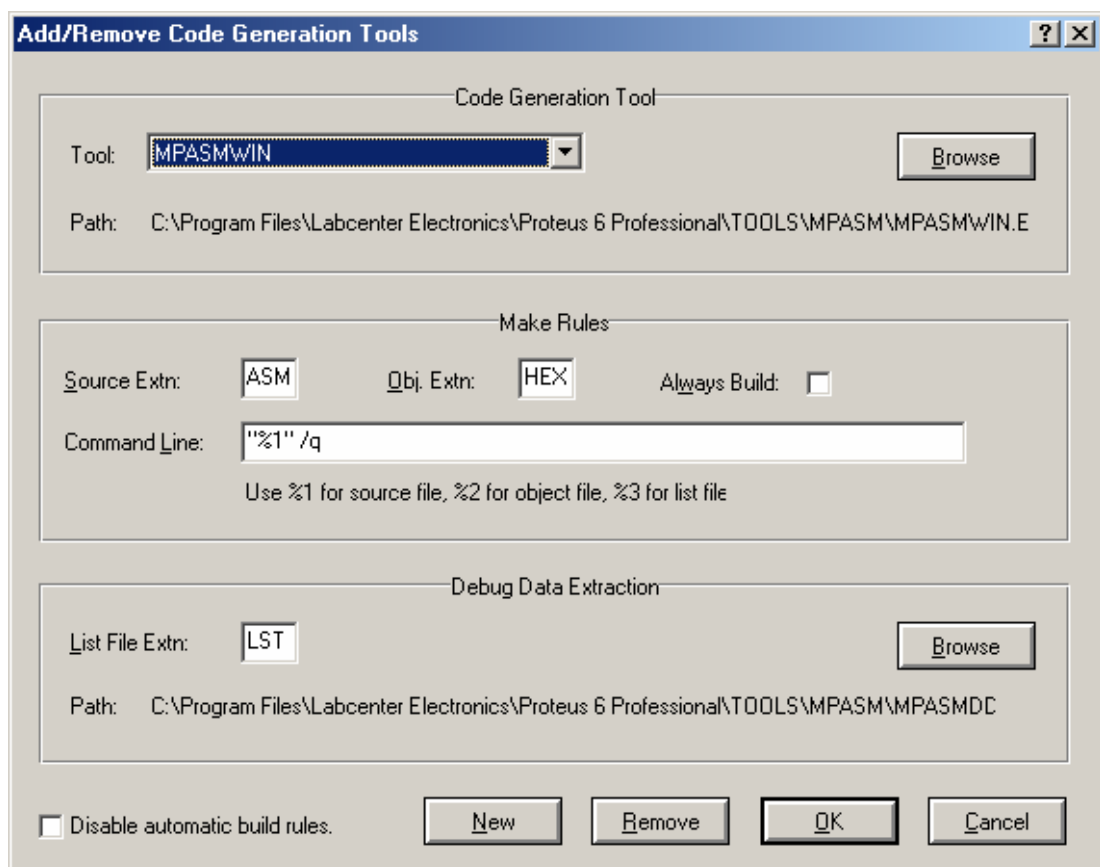 Add/Remove Code Generation Tools
Code Generation Tool
Tool: MPASMWIN Browse
Path: C:\Program Files\Labcenter Electronics\Proteus 6 Professional\TOOLS\MPASM\MPASMWIN.E
Make Rules
Source Extn: ASM Obj. Extn: HEX Always Build:
Command Line: "%1" /q
Use %1 for source file, %2 for object file, %3 for list file
Debug Data Extraction
List File Extn: LST Browse
Path: C:\Program Files\Labcenter Electronics\Proteus 6 Professional\TOOLS\MPASM\MPASMDD
Disable automatic build rules. New Remove OK Cancel